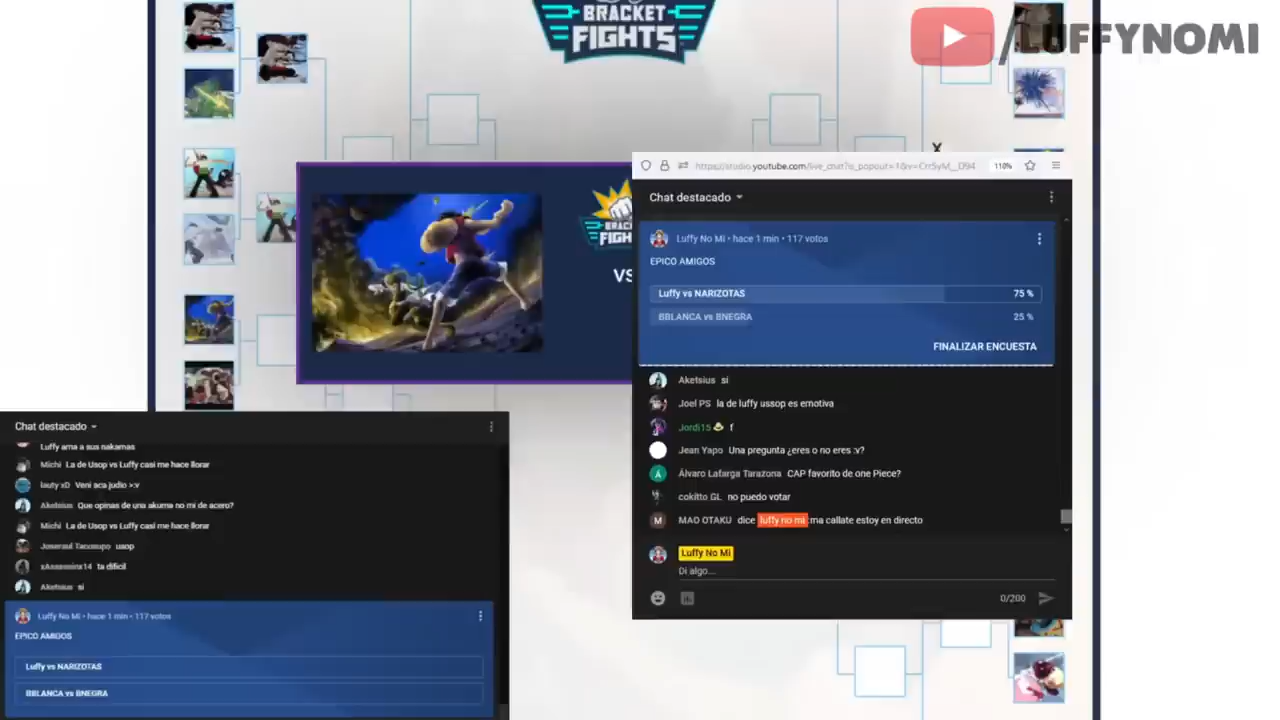 BRACKET
FIGHTS
/LUFFYNOMI
BRACKET
FIGH
VS
110%
Chat destacado
Luffy No Mi • hace 1 min • 117 votos
EPICO AMIGOS
Luffy vs NARIZOTAS 75 %
BBLANCA vs BNEGRA 25 %
FINALIZAR ENCUESTA
Aketsius si
Joel PS la de luffy ussop es emotiva
Jordi15 f
Jean Yapo Una pregunta ¿eres o no eres :v?
Á Álvaro Lafarga Tarazona CAP favorito de one Piece?
cokitto GL no puedo votar
M MAO OTAKU dice luffy no mi :ma callate estoy en directo
Luffy No Mi
Di algo...
0/200
Chat destacado
Luffy ama a sus nakamas
Michi La de Usop vs Luffy casi me hace llorar
lauty xD Veni aca judio >:v
Aketsius Que opinas de una akuma no mi de acero?
Michi La de Usop vs Luffy casi me hace llorar
usop
xAssassinx14 ta dificil
Aketsius si
Luffy No Mi • hace 1 min • 117 votos
EPICO AMIGOS
Luffy vs NARIZOTAS
BBLANCA vs BNEGRA